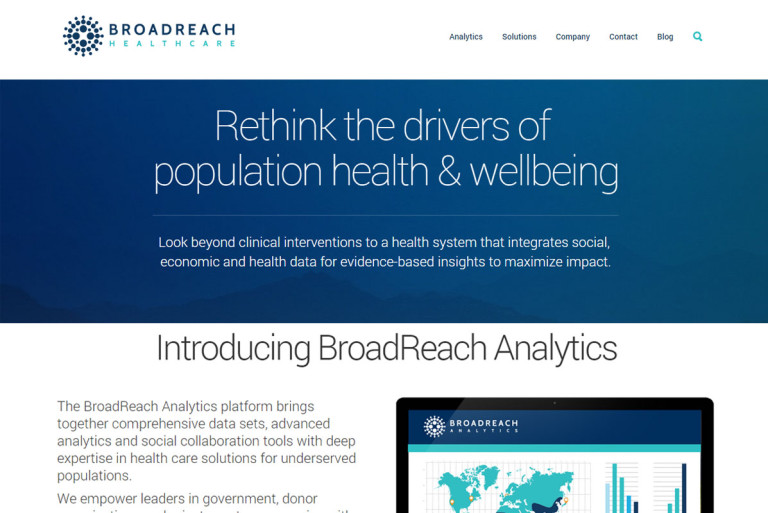 BROADREACH
HEALTHCARE
Analytics Solutions Company Contact Blog
Rethink the drivers of
population health & wellbeing
Look beyond clinical interventions to a health system that integrates social,
economic and health data for evidence-based insights to maximize impact.
Introducing BroadReach Analytics
The BroadReach Analytics platform brings
together comprehensive data sets, advanced
analytics and social collaboration tools with deep
expertise in health care solutions for underserved
populations.
We empower leaders in government, donor
BROADREACH
ANALYTICS